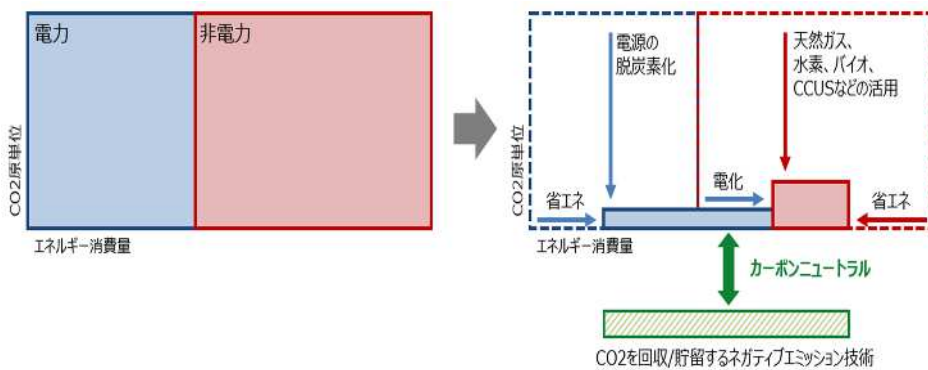 電力
非電力
CO2原単位
エネルギー消費量
電源の
脱炭素化
天然ガス、
水素、バイオ、
CCUSなどの活用
CO2原単位
省エネ
電化
省エネ
エネルギー消費量
カーボンニュートラル
CO2を回収/貯留するネガティブエミッション技術